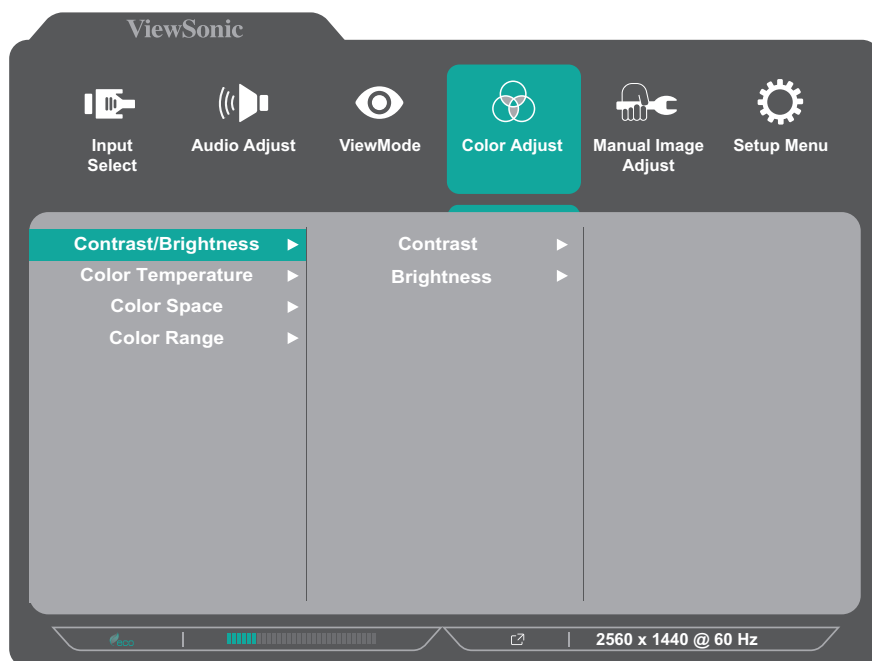 ViewSonic
Input
Select
Audio Adjust
ViewMode
Color Adjust
Manual Image
Adjust
Setup Menu
Contrast/Brightness
Color Temperature
Color Space
Color Range
Contrast
Brightness
eco
2560 x 1440 @ 60 Hz